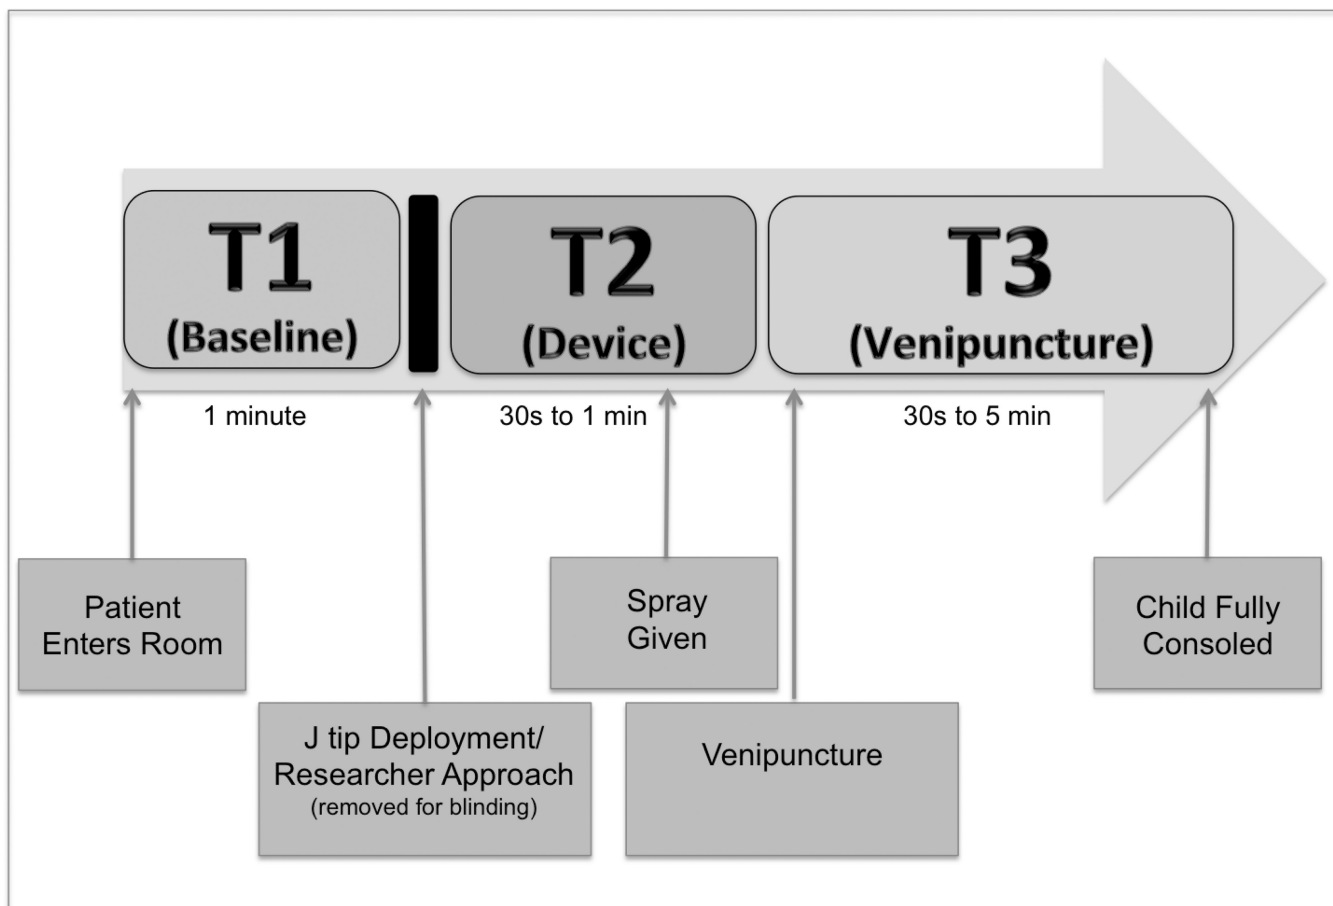 T1
(Baseline)
T2
(Device)
T3
(Venipuncture)
1 minute
30s to 1 min
30s to 5 min
Patient
Enters Room
J tip Deployment/
Researcher Approach
(removed for blinding)
Spray
Given
Venipuncture
Child Fully
Consoled